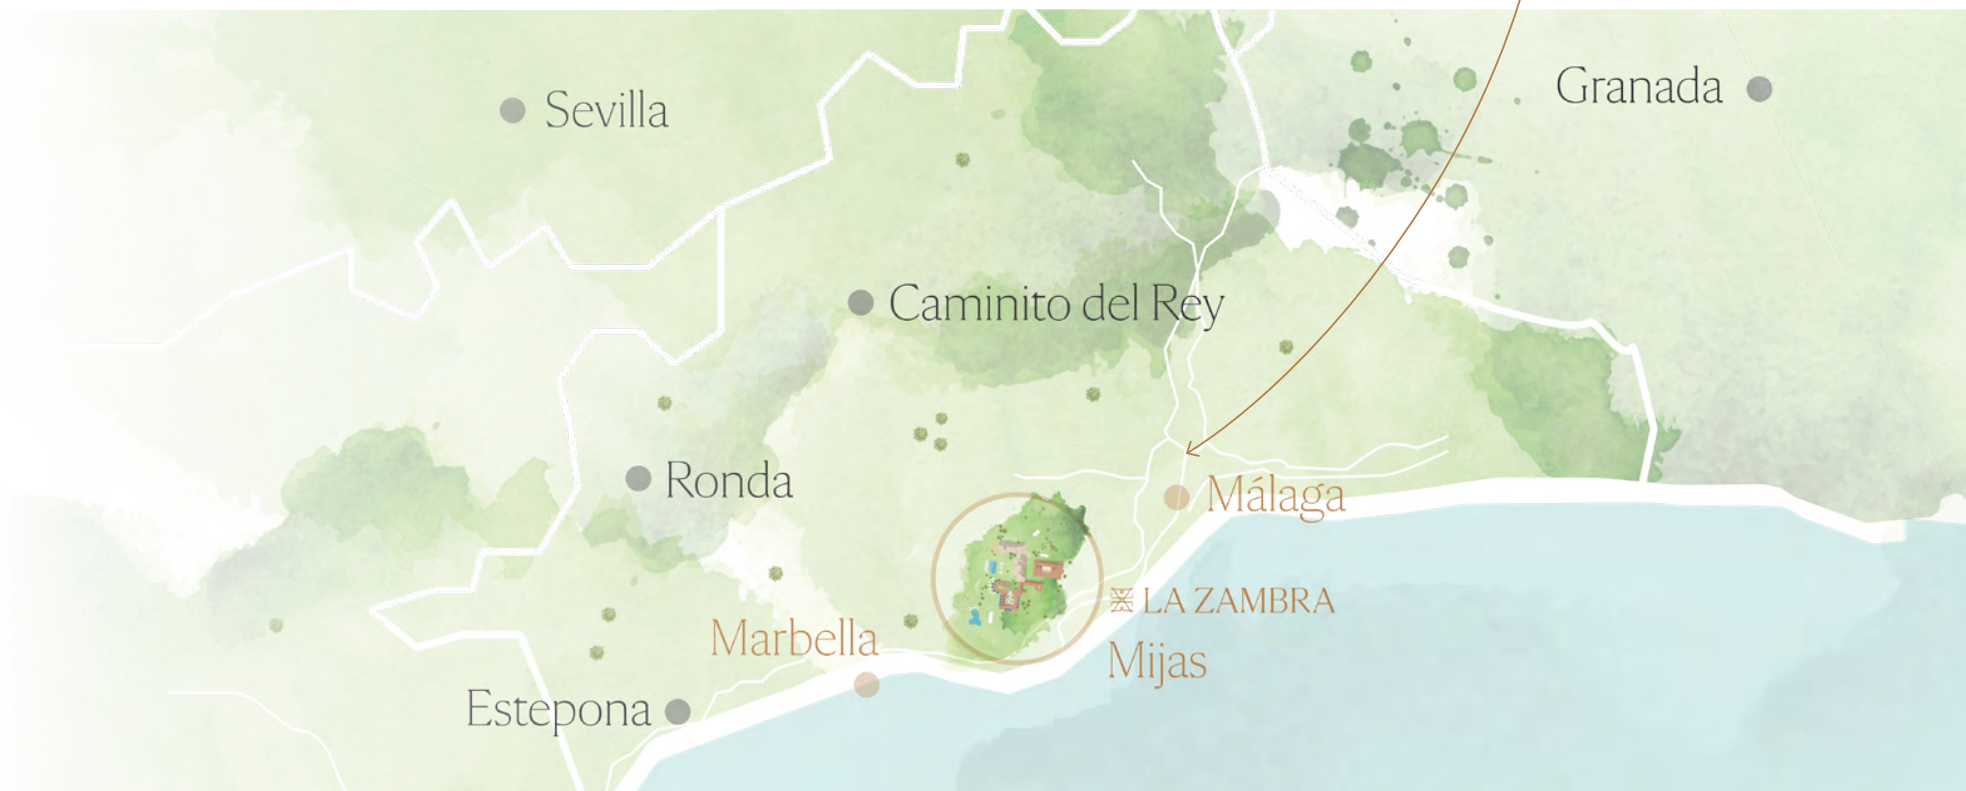 Granada
Sevilla
Caminito del Rey
Ronda
Málaga
LA ZAMBRA
Mijas
Marbella
Estepona